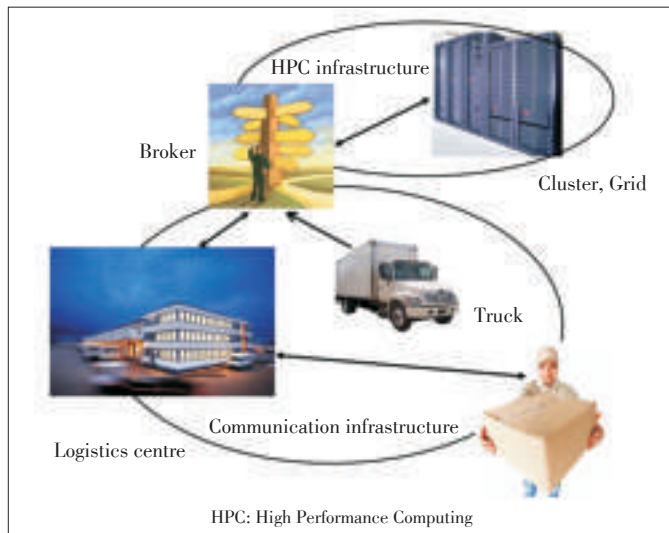 HPC infrastructure
Broker
Cluster, Grid
Truck
Communication infrastructure
Logistics centre
HPC: High Performance Computing